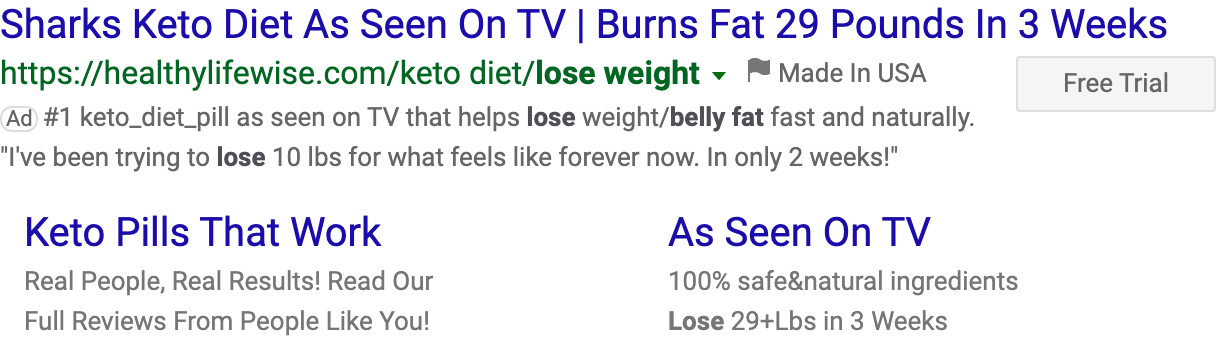 Sharks Keto Diet As Seen On TV | Burns Fat 29 Pounds In 3 Weeks
https://healthylifewise.com/keto diet/lose weight Made In USA
Free Trial
Ad #1 keto_diet_pill as seen on TV that helps lose weight/belly fat fast and naturally.
"I've been trying to lose 10 lbs for what feels like forever now. In only 2 weeks!"
Keto Pills That Work
Real People, Real Results! Read Our
Full Reviews From People Like You!
As Seen On TV
100% safe&natural ingredients
Lose 29+Lbs in 3 Weeks